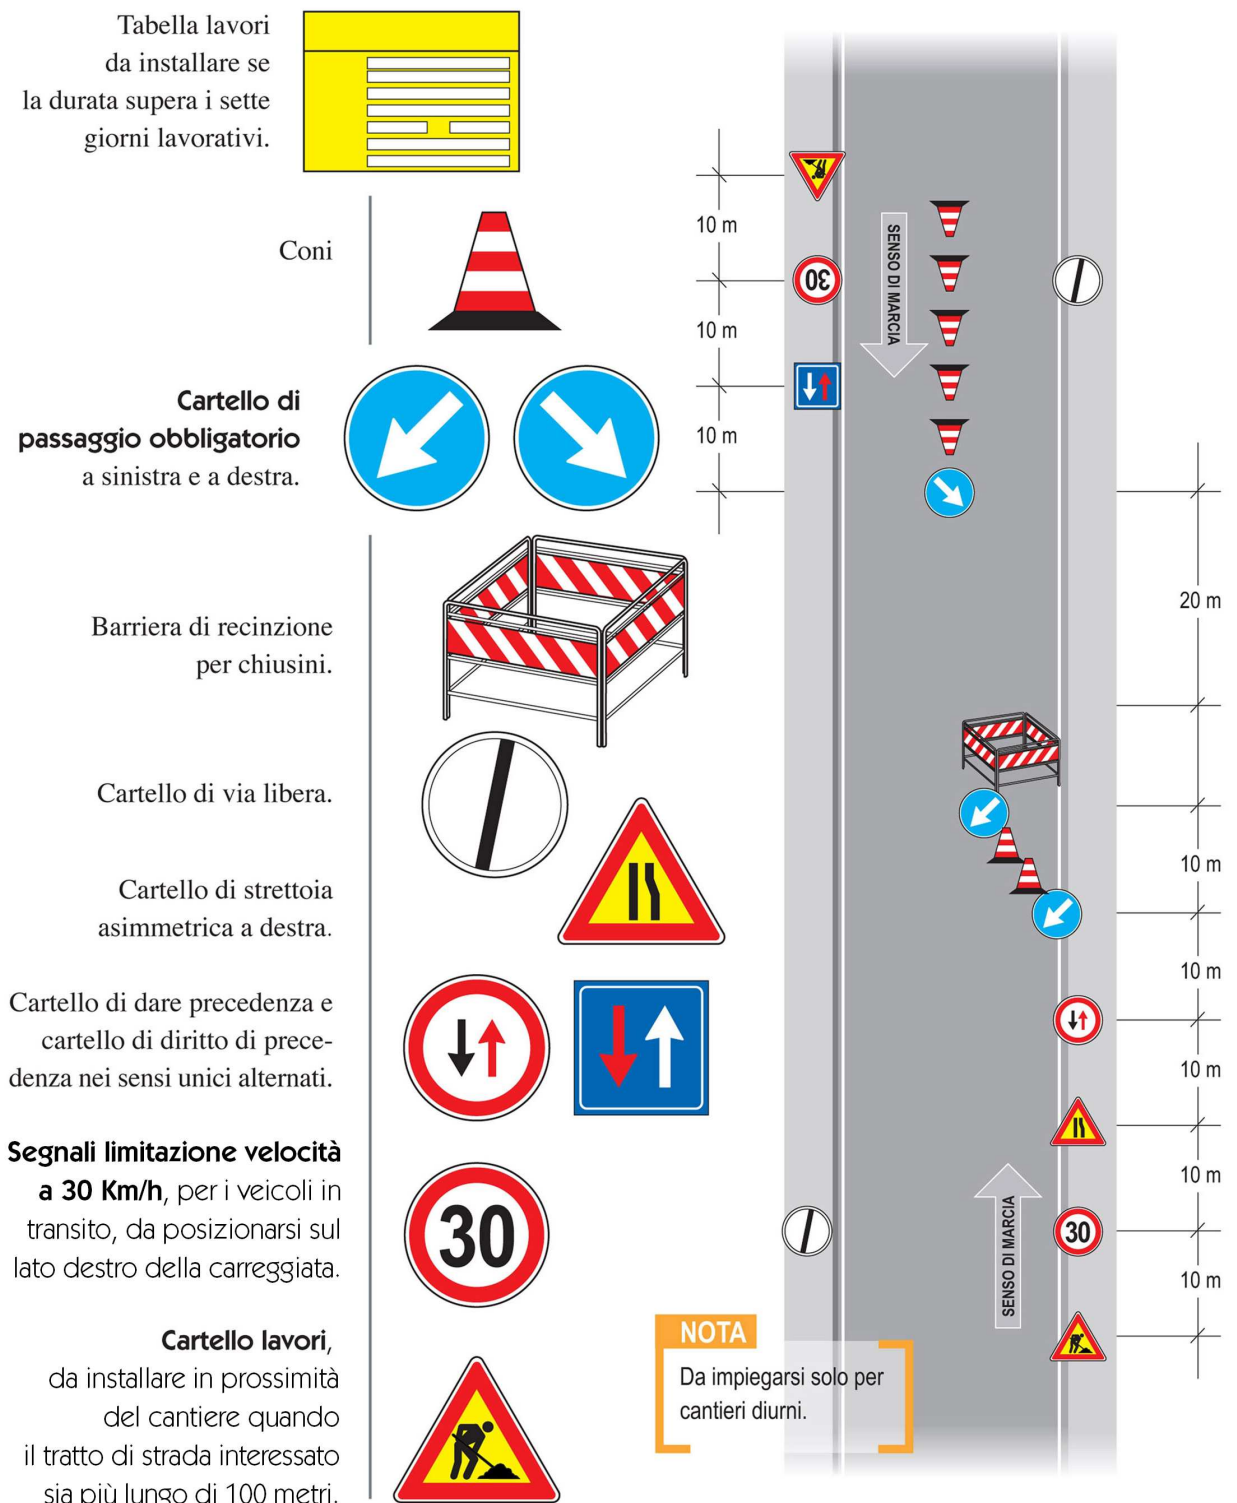 Tabella lavori
da installare se
la durata supera i sette
giorni lavorativi.
Coni
Cartello di
passaggio obbligatorio
a sinistra e a destra.
Barriera di recinzione
per chiusini.
Cartello di via libera.
Cartello di strettoia
asimmetrica a destra.
Cartello di dare precedenza e
cartello di diritto di prece-
denza nei sensi unici alternati.
Segnali limitazione velocità
a 30 Km/h, per i veicoli in
transito, da posizionarsi sul
lato destro della carreggiata.
30
Cartello lavori,
da installare in prossimità
del cantiere quando
il tratto di strada interessato
sia più lungo di 100 metri.
10 m
10 m
10 m
30
SENSO DI MARCIA
20 m
10 m
10 m
10 m
10 m
10 m
30
SENSO DI MARCIA
NOTA
Da impiegarsi solo per
cantieri diurni.